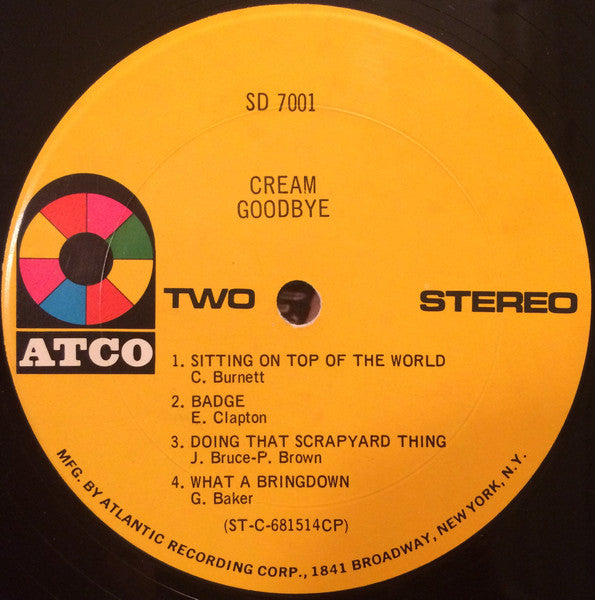 SD 7001
CREAM
GOODBYE
TWO
STEREO
ATCO
1. SITTING ON TOP OF THE WORLD
C. Burnett
2. BADGE
E. Clapton
3. DOING THAT SCRAPYARD THING
J. Bruce-P. Brown
4. WHAT A BRINGDOWN
G. Baker
(ST-C-681514CP)
MFG. BY ATLANTIC RECORDING CORP., 1841 BROADWAY, NEW YORK, N.Y.